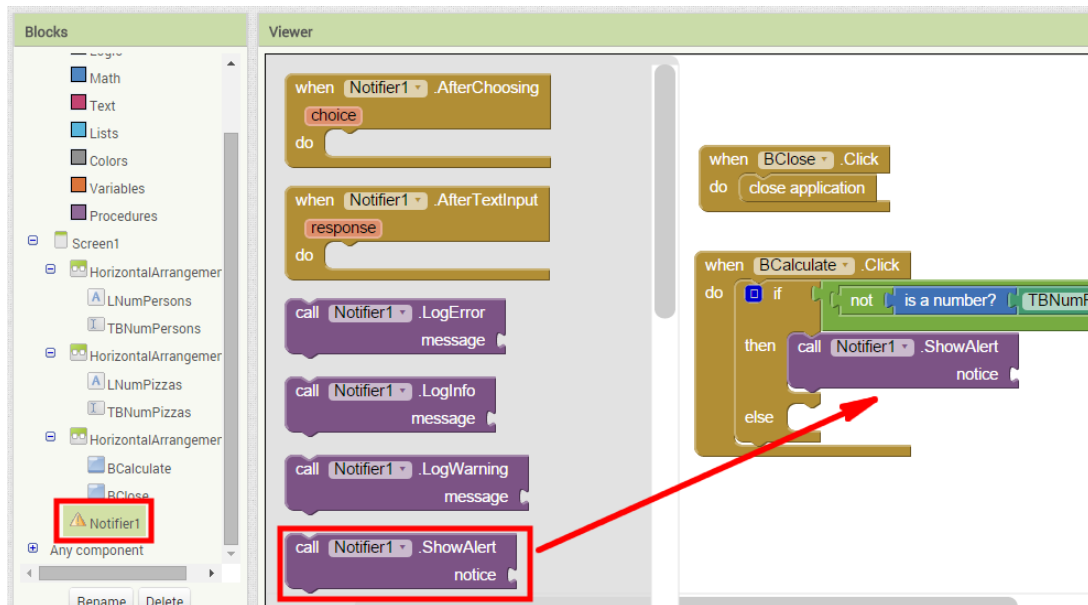 Blocks
Logic
Math
Text
Lists
Colors
Variables
Procedures
Screen1
HorizontalArrangemer
LNumPersons
TBNumPersons
HorizontalArrangemer
LNumPizzas
TBNumPizzas
HorizontalArrangemer
BCalculate
BClose
Notifier1
Any component
Rename Delete
Viewer
when Notifier1 .AfterChoosing
choice
do
when Notifier1 .AfterTextInput
response
do
call Notifier1 .LogError
message
call Notifier1 .LogInfo
message
call Notifier1 .LogWarning
message
call Notifier1 .ShowAlert
notice
when BClose .Click
do close application
when BCalculate .Click
do if not is a number? TBNumP
then call Notifier1 .ShowAlert
notice
else